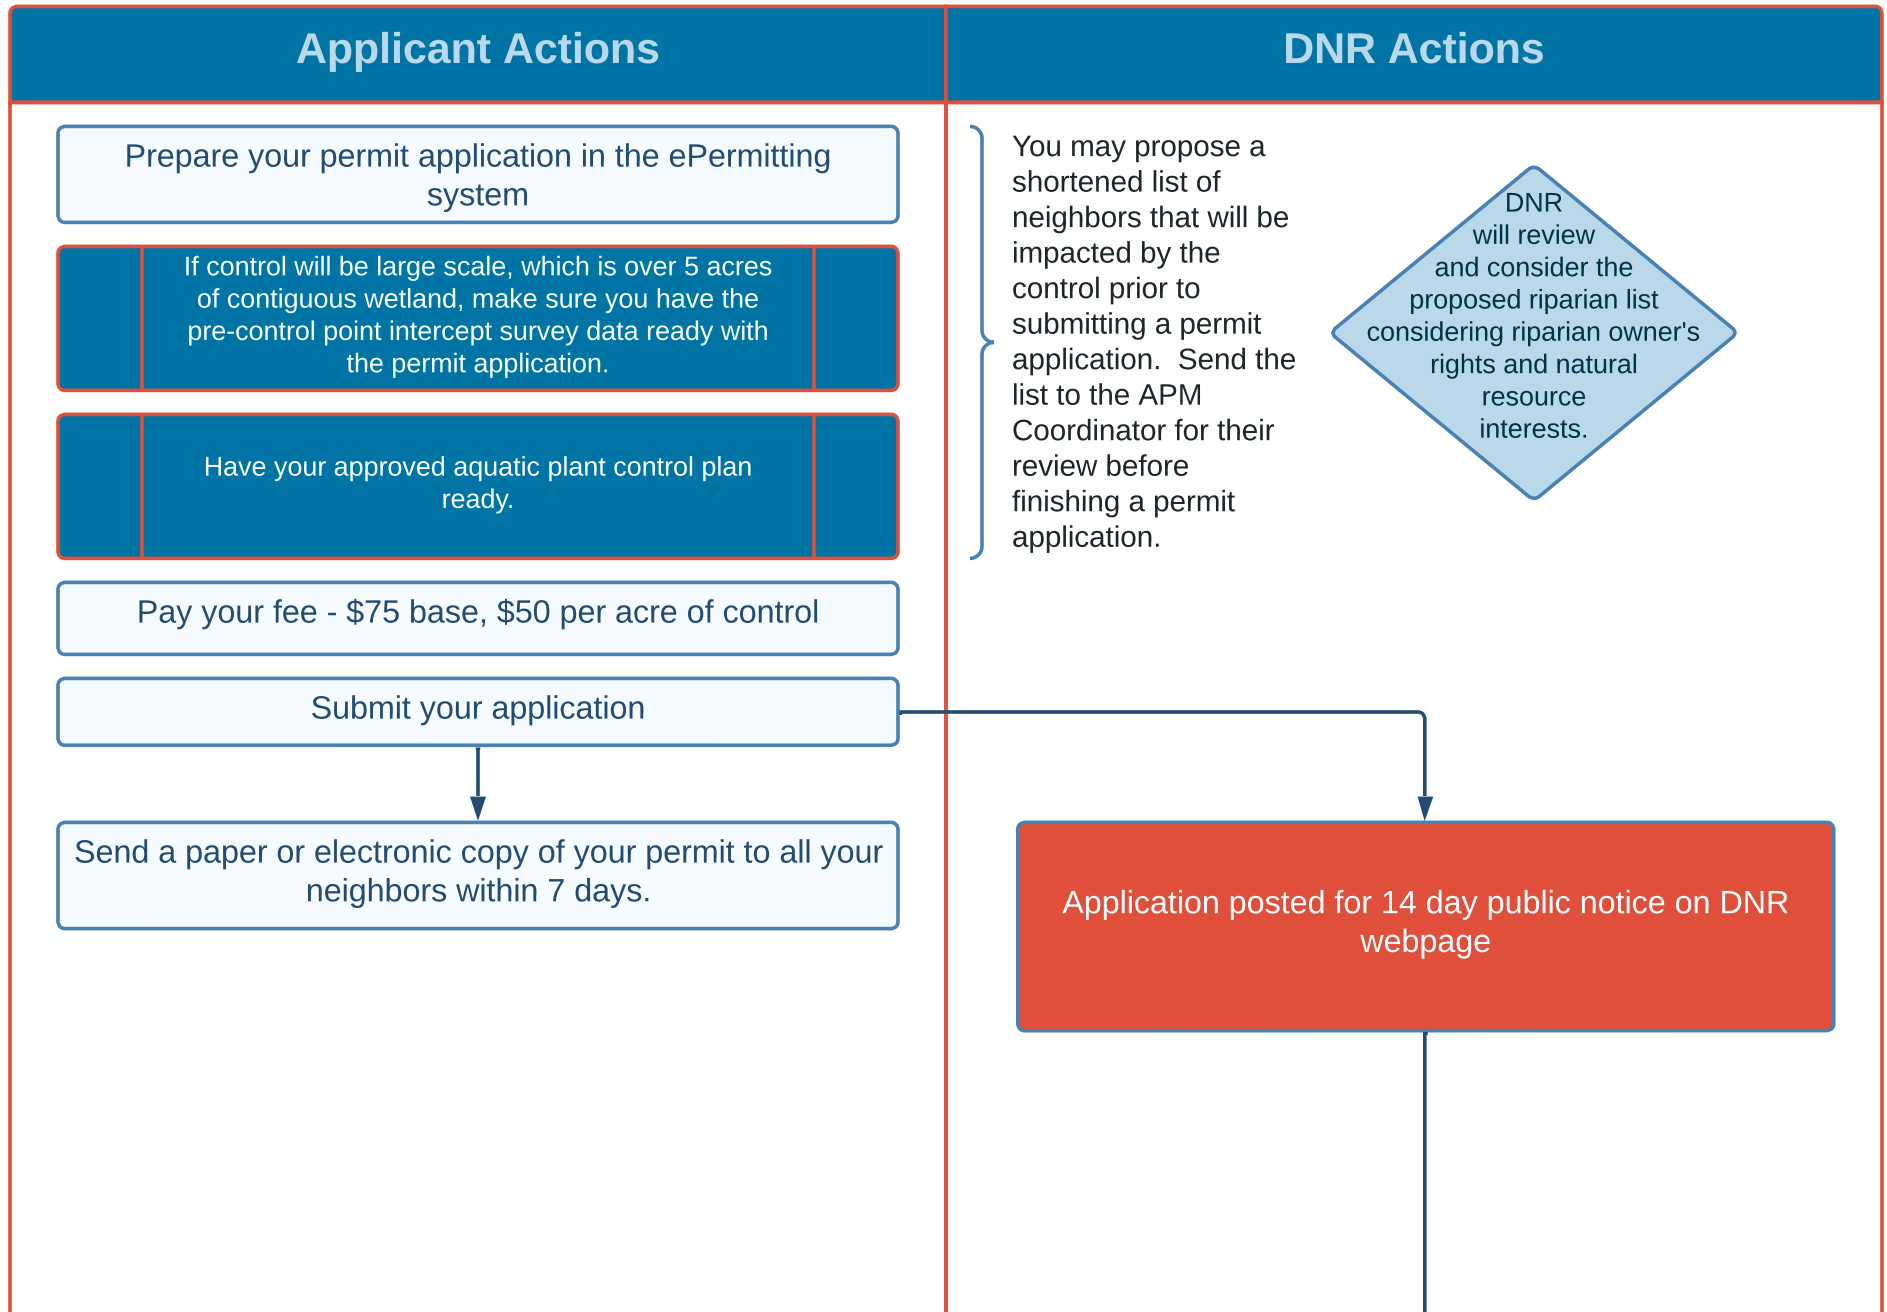 Applicant Actions
DNR Actions
Prepare your permit application in the ePermitting
system
If control will be large scale, which is over 5 acres
of contiguous wetland, make sure you have the
pre-control point intercept survey data ready with
the permit application.
Have your approved aquatic plant control plan
ready.
You may propose a
shortened list of
neighbors that will be
impacted by the
control prior to
submitting a permit
application.  Send the
list to the APM
Coordinator for their
review before
finishing a permit
application.
DNR
will review
and consider the
proposed riparian list
considering riparian owner's
rights and natural
resource
interests.
Pay your fee - $75 base, $50 per acre of control
Submit your application
Send a paper or electronic copy of your permit to all your
neighbors within 7 days.
Application posted for 14 day public notice on DNR
webpage